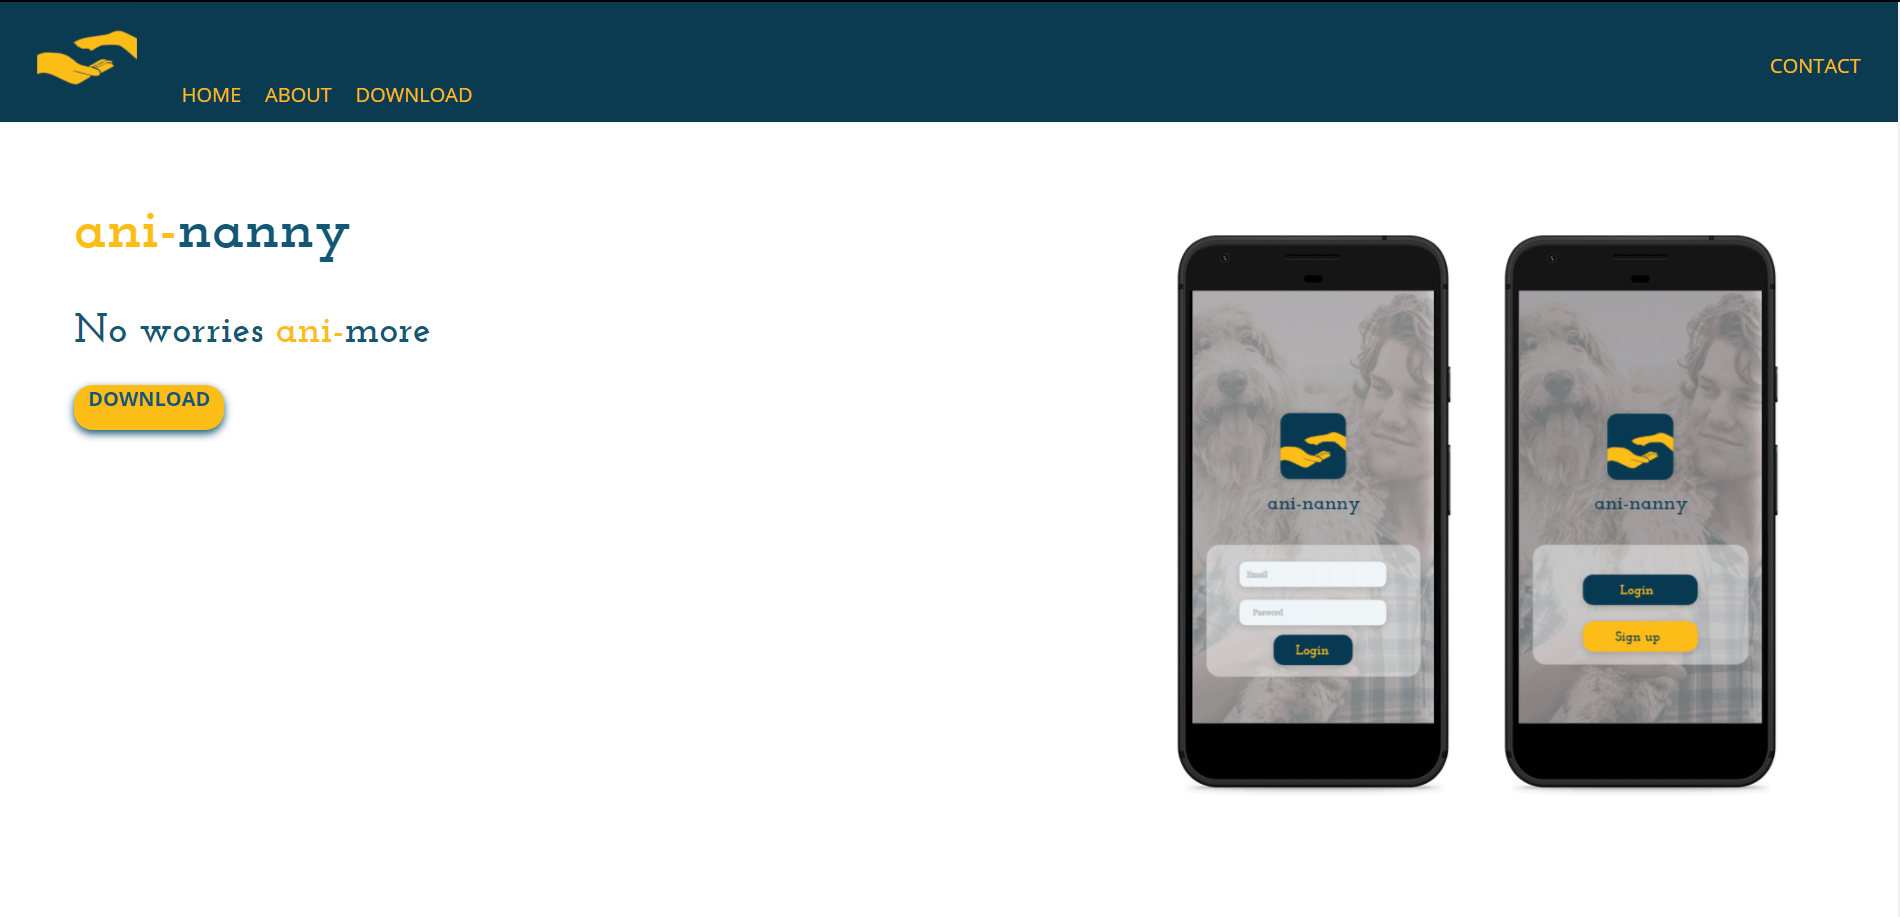 HOME ABOUT DOWNLOAD
CONTACT
ani-nanny
No worries ani-more
DOWNLOAD
ani-nanny
Email
Pasword
Login
ani-nanny
Login
Sign up